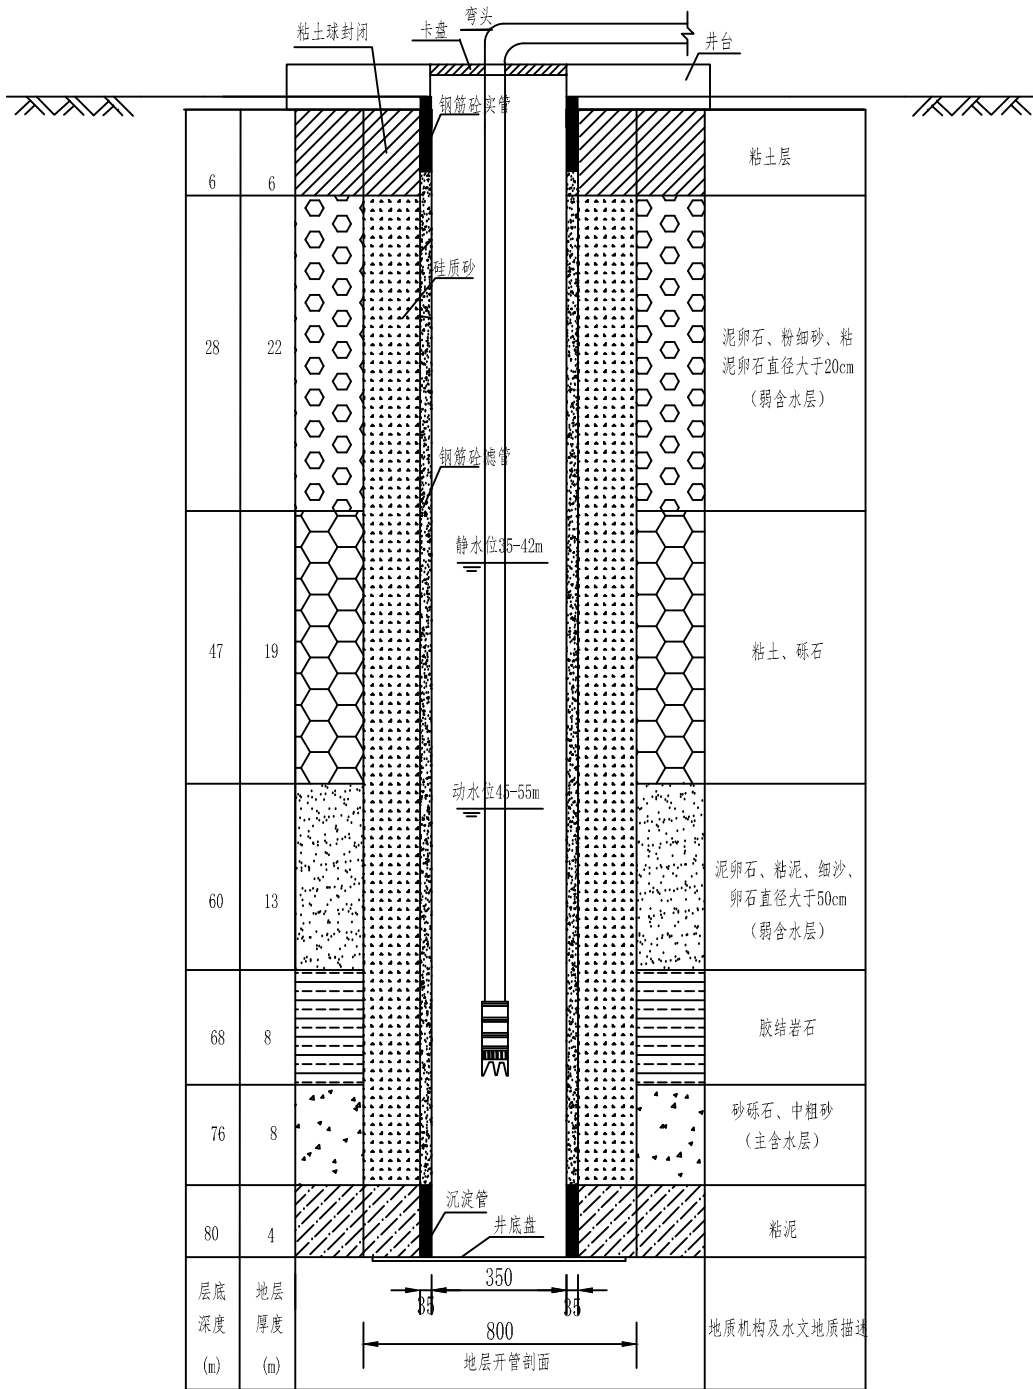 弯头
粘土球封闭
卡盘
井台
钢筋砼实管
粘土层
6
6
硅质砂
28
22
泥卵石、粉细砂、粘
泥卵石直径大于20cm
（弱含水层）
钢筋砼滤管
静水位35-42m
47
19
粘土、砾石
动水位45-55m
60
13
泥卵石、粘泥、细沙、
卵石直径大于50cm
（弱含水层）
68
8
胶结岩石
76
8
砂砾石、中粗砂
（主含水层）
沉淀管
井底盘
80
4
粘泥
350
35
35
800
地层开管剖面
层底
深度
(m)
地层
厚度
(m)
地质机构及水文地质描述